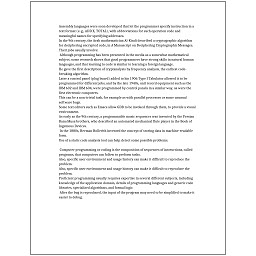 Assembly languages were soon developed that let the programmer specify instruction in a
text format (e.g., ADD X, TOTAL), with abbreviations for each operation code and
meaningful names for specifying addresses.
In the 9th century, the Arab mathematician Al-Kindi described a cryptographic algorithm
for deciphering encrypted code, in A Manuscript on Deciphering Cryptographic Messages.
Their jobs usually involve:
Although programming has been presented in the media as a somewhat mathematical
subject, some research shows that good programmers have strong skills in natural human
languages, and that learning to code is similar to learning a foreign language.
He gave the first description of cryptanalysis by frequency analysis, the earliest code-
breaking algorithm.
Later a control panel (plug board) added to his 1906 Type I Tabulator allowed it to be
programmed for different jobs, and by the late 1940s, unit record equipment such as the
IBM 602 and IBM 604, were programmed by control panels in a similar way, as were the
first electronic computers.
This can be a non-trivial task, for example as with parallel processes or some unusual
software bugs.
Some text editors such as Emacs allow GDB to be invoked through them, to provide a visual
environment.
As early as the 9th century, a programmable music sequencer was invented by the Persian
Banu Musa brothers, who described an automated mechanical flute player in the Book of
Ingenious Devices.
In the 1880s, Herman Hollerith invented the concept of storing data in machine-readable
form.
Use of a static code analysis tool can help detect some possible problems.
Computer programming or coding is the composition of sequences of instructions, called
programs, that computers can follow to perform tasks.
Also, specific user environment and usage history can make it difficult to reproduce the
problem.
Also, specific user environment and usage history can make it difficult to reproduce the
problem.
Proficient programming usually requires expertise in several different subjects, including
knowledge of the application domain, details of programming languages and generic code
libraries, specialized algorithms, and formal logic.
After the bug is reproduced, the input of the program may need to be simplified to make it
easier to debug.